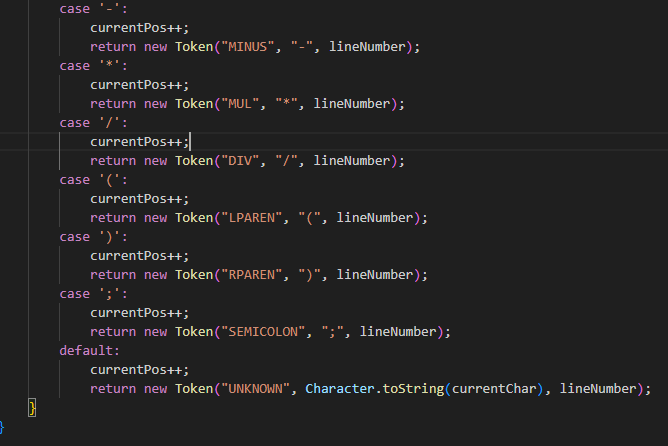 case '-':
currentPos++;
return new Token("MINUS", "-", lineNumber);
case '*':
currentPos++;
return new Token("MUL", "*", lineNumber);
case '/':
currentPos++;
return new Token("DIV", "/", lineNumber);
case '(':
currentPos++;
return new Token("LPAREN", "(", lineNumber);
case ')':
currentPos++;
return new Token("RPAREN", ")", lineNumber);
case ';':
currentPos++;
return new Token("SEMICOLON", ";", lineNumber);
default:
currentPos++;
return new Token("UNKNOWN", Character.toString(currentChar), lineNumber);
}
}